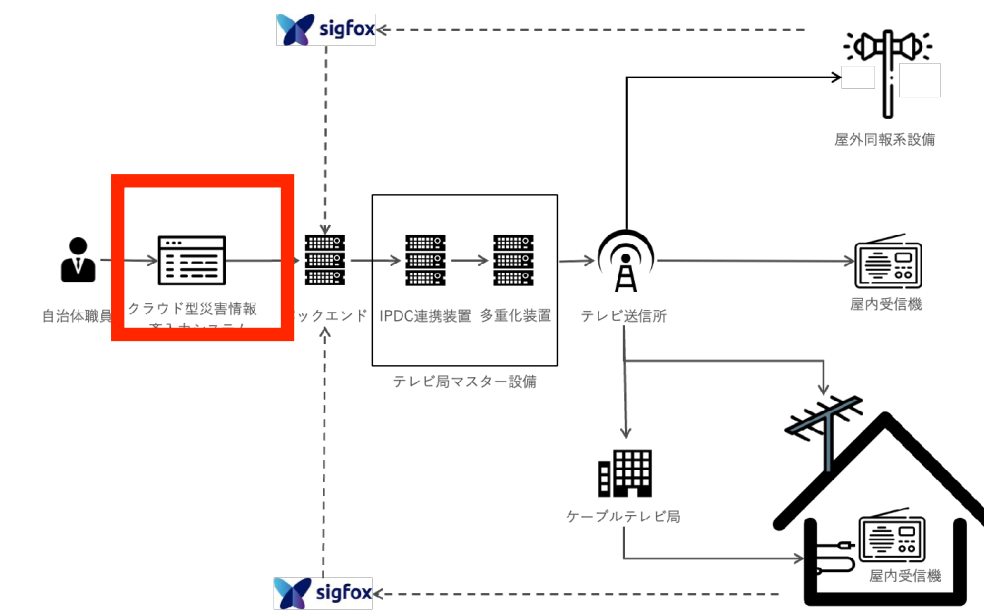 sigfox
屋外同報系設備
自治体職員
クラウド型災害情報
ックエンド
IPDC連携装置
多重化装置
テレビ送信所
屋内受信機
テレビ局マスター設備
ケーブルテレビ局
屋内受信機
sigfox